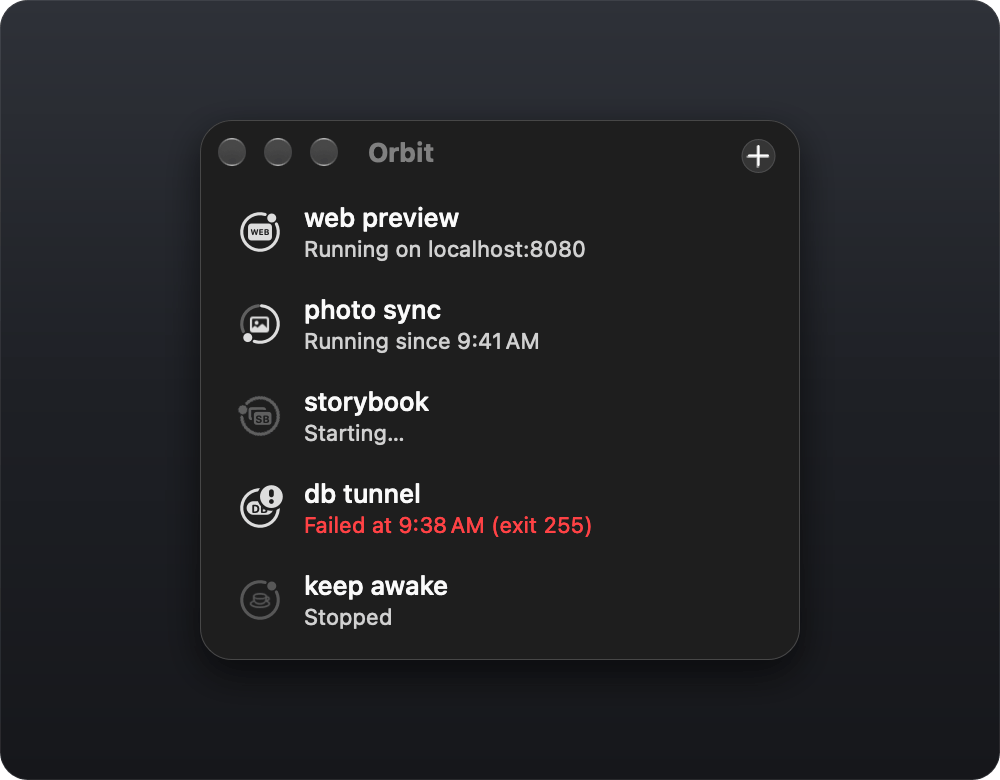 Orbit
WEB
web preview
Running on localhost:8080
photo sync
Running since 9:41 AM
SB
storybook
Starting...
db tunnel
Failed at 9:38 AM (exit 255)
keep awake
Stopped